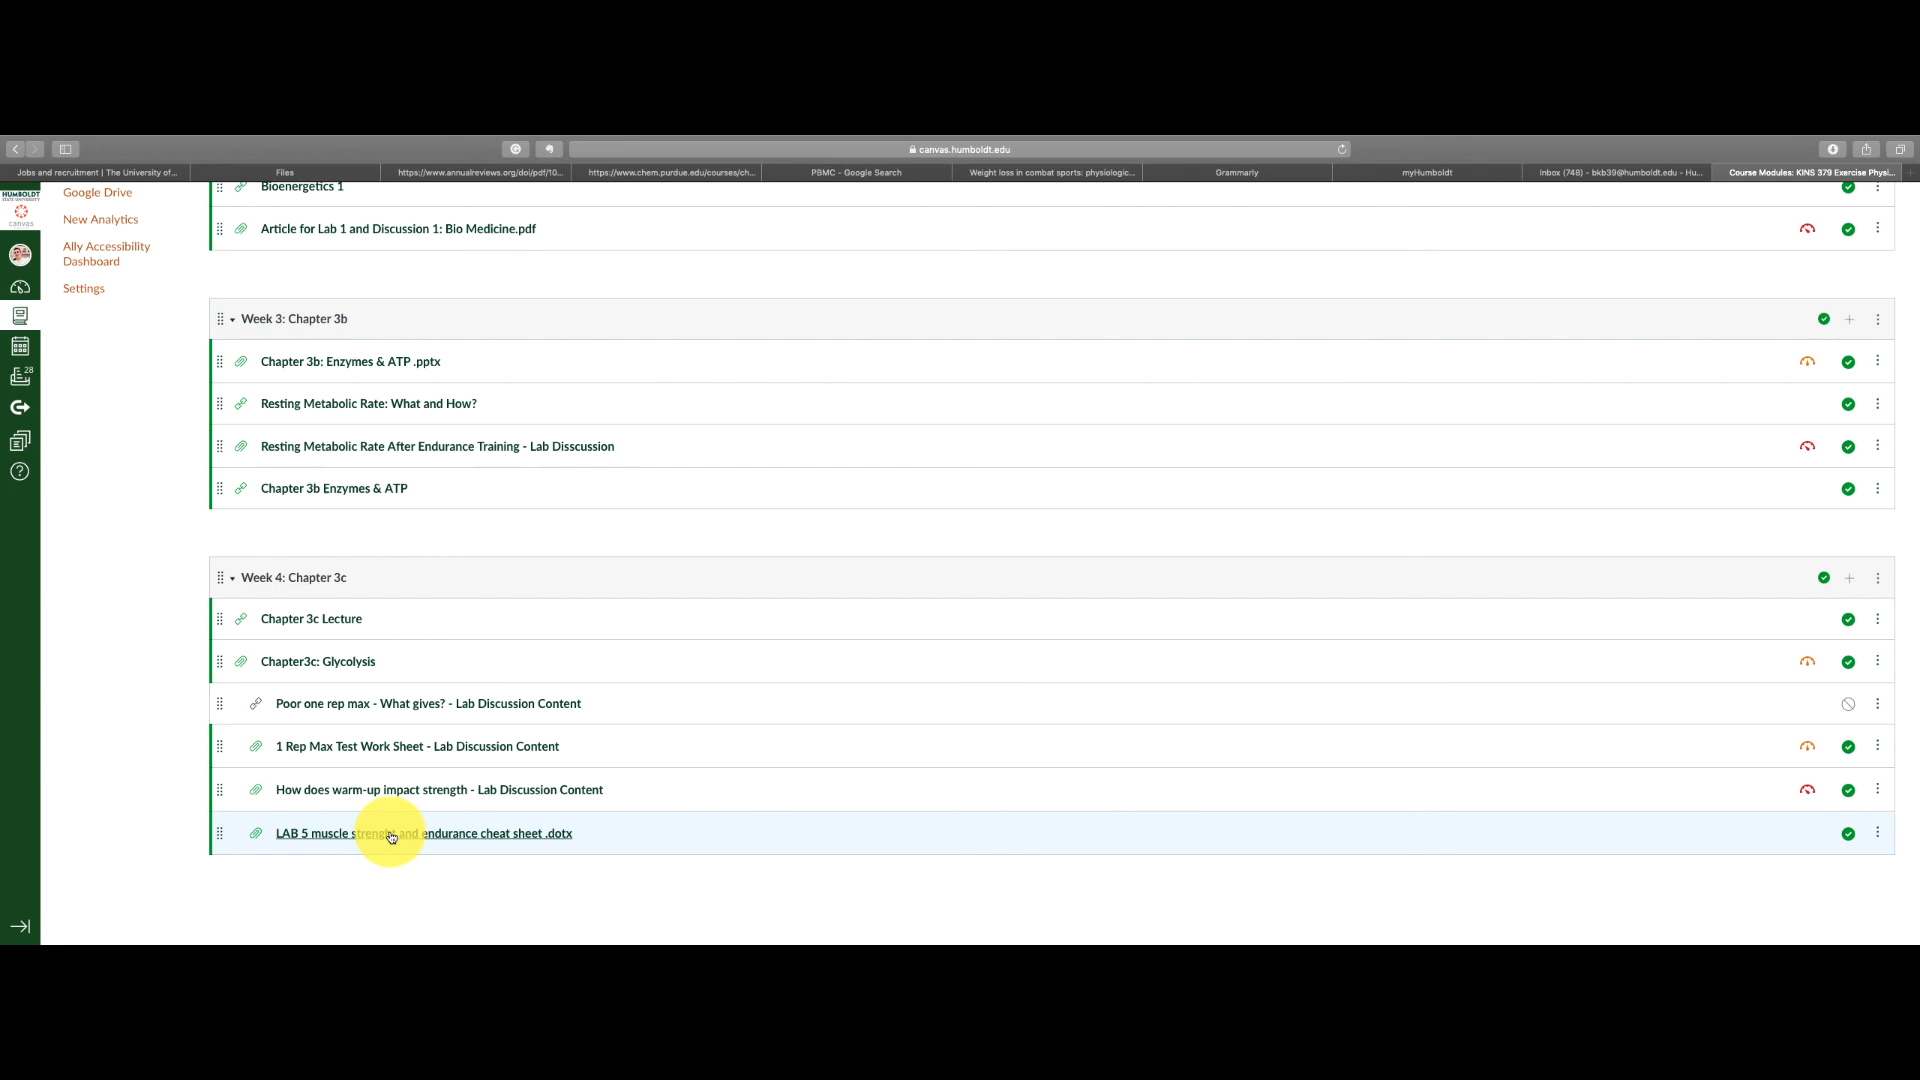 canvas.humboldt.edu
Jobs and recruitment | The University of...
Files
https://www.annualreviews.org/doi/pdf/10...
https://www.chem.purdue.edu/courses/ch...
PBMC - Google Search
Weight loss in combat sports: physiologic...
Grammarly
myHumboldt
Inbox (748) - bkb39@humboldt.edu - Hu...
Course Modules: KINS 379 Exercise Physi...
HUMBOLDT
STATE UNIVERSITY
canvas
28
Google Drive
New Analytics
Ally Accessibility
Dashboard
Settings
Bioenergetics 1
Article for Lab 1 and Discussion 1: Bio Medicine.pdf
Week 3: Chapter 3b
Chapter 3b: Enzymes & ATP .pptx
Resting Metabolic Rate: What and How?
Resting Metabolic Rate After Endurance Training - Lab Disscussion
Chapter 3b Enzymes & ATP
Week 4: Chapter 3c
Chapter 3c Lecture
Chapter3c: Glycolysis
Poor one rep max - What gives? - Lab Discussion Content
1 Rep Max Test Work Sheet - Lab Discussion Content
How does warm-up impact strength - Lab Discussion Content
LAB 5 muscle strenght and endurance cheat sheet .dotx